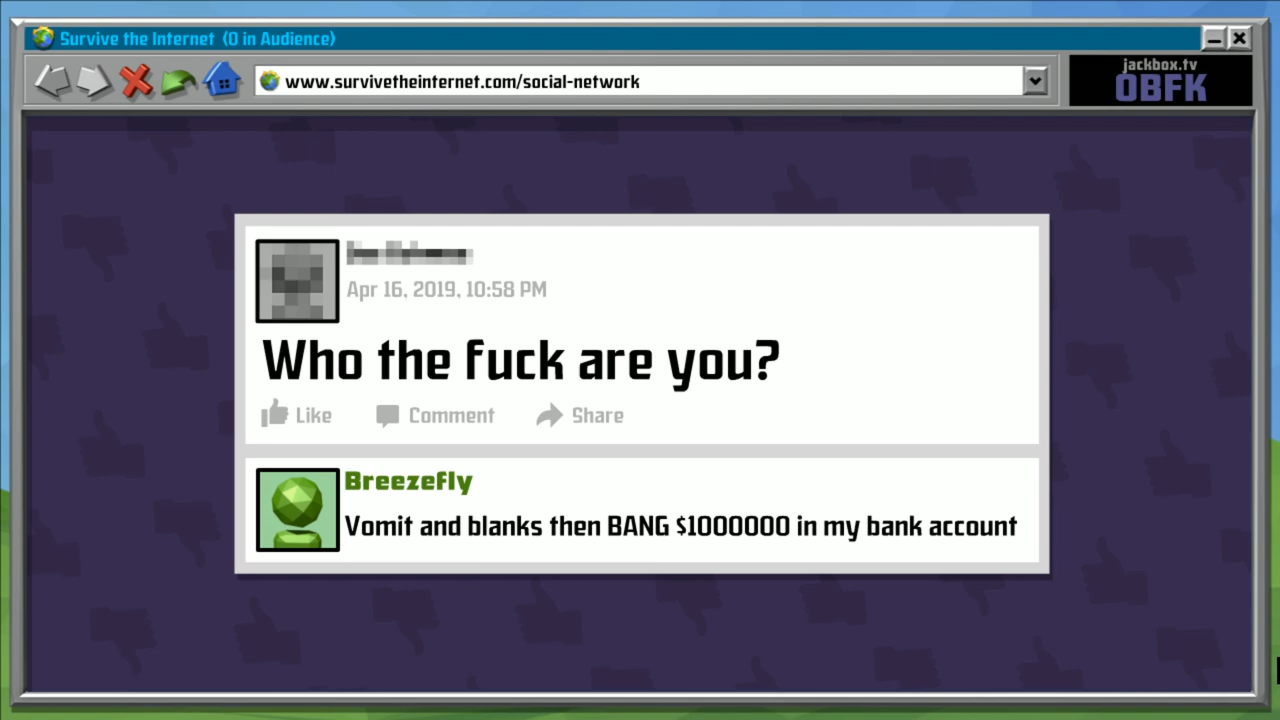 Survive the Internet (0 in Audience)
www.survivetheinternet.com/social-network
jackbox.tv
OBFK
Apr 16, 2019, 10:58 PM
Who the fuck are you?
Like Comment Share
Breezefly
Vomit and blanks then BANG $1000000 in my bank account